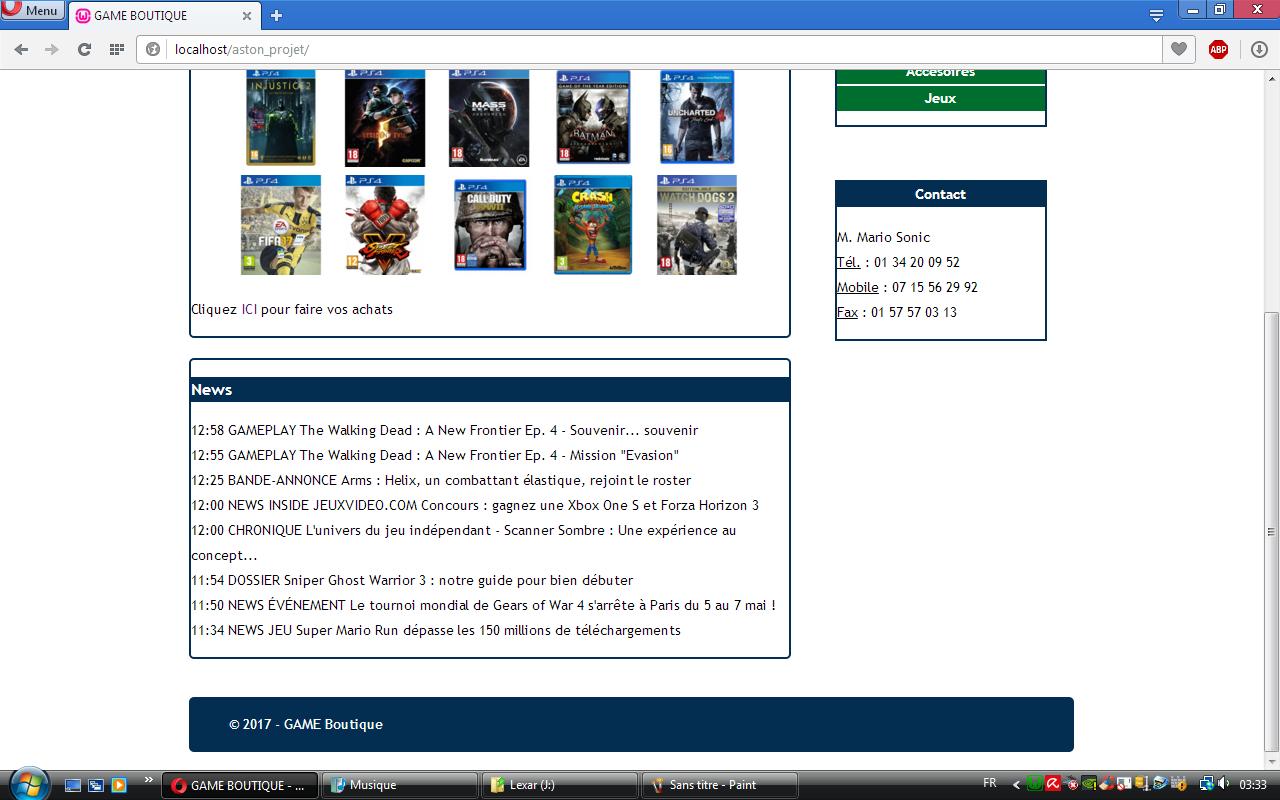 Menu
GAME BOUTIQUE
localhost/aston_projet/
ABP
PS4 PS4 PS4 PS4 PS4
INJUSTICE 2
RESIDENT EVIL 5
MASS EFFECT
GAME OF THE YEAR EDITION
BATMAN
UNCHARTED 4
18
CAPCOM
18
EA
18
16
PS4 PS4 PS4 PS4 PS4
EA SPORTS
FIFA 17
3
STREET FIGHTER V
12
CALL OF DUTY
WWII
18
CRASH
3
WATCH DOGS 2
18
Cliquez ICI pour faire vos achats
Accesoires
Jeux
Contact
M. Mario Sonic
Tél. : 01 34 20 09 52
Mobile : 07 15 56 29 92
Fax : 01 57 57 03 13
News
12:58 GAMEPLAY The Walking Dead : A New Frontier Ep. 4 - Souvenir... souvenir
12:55 GAMEPLAY The Walking Dead : A New Frontier Ep. 4 - Mission "Evasion"
12:25 BANDE-ANNONCE Arms : Helix, un combattant élastique, rejoint le roster
12:00 NEWS INSIDE JEUXVIDEO.COM Concours : gagnez une Xbox One S et Forza Horizon 3
12:00 CHRONIQUE L'univers du jeu indépendant - Scanner Sombre : Une expérience au
concept...
11:54 DOSSIER Sniper Ghost Warrior 3 : notre guide pour bien débuter
11:50 NEWS ÉVÉNEMENT Le tournoi mondial de Gears of War 4 s'arrête à Paris du 5 au 7 mai !
11:34 NEWS JEU Super Mario Run dépasse les 150 millions de téléchargements
© 2017 - GAME Boutique
GAME BOUTIQUE - ...
Musique
Lexar (J:)
Sans titre - Paint
FR
03:33